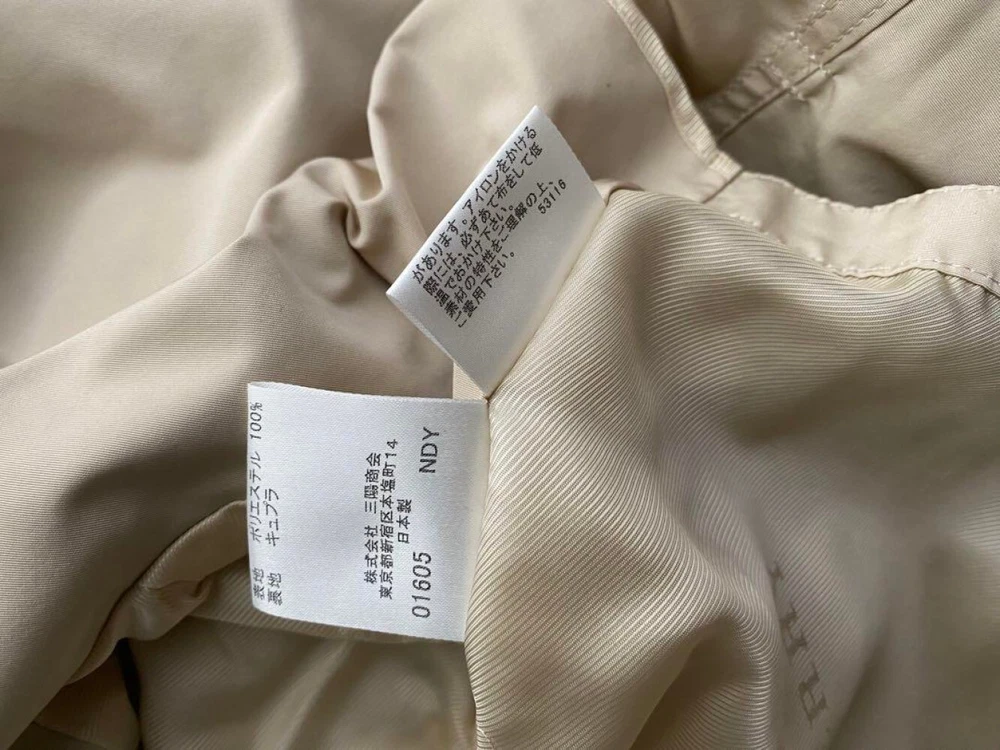 があります。アイロンをかける
際には、必ずあて布をして低
温でおかけ下さい。
素材の特性をご理解の上、
ご愛用下さい。
53116
表地 ポリエステル 100%
裏地 キュプラ
株式会社 三陽商会
東京都新宿区本塩町14
日本製
01605 NDY